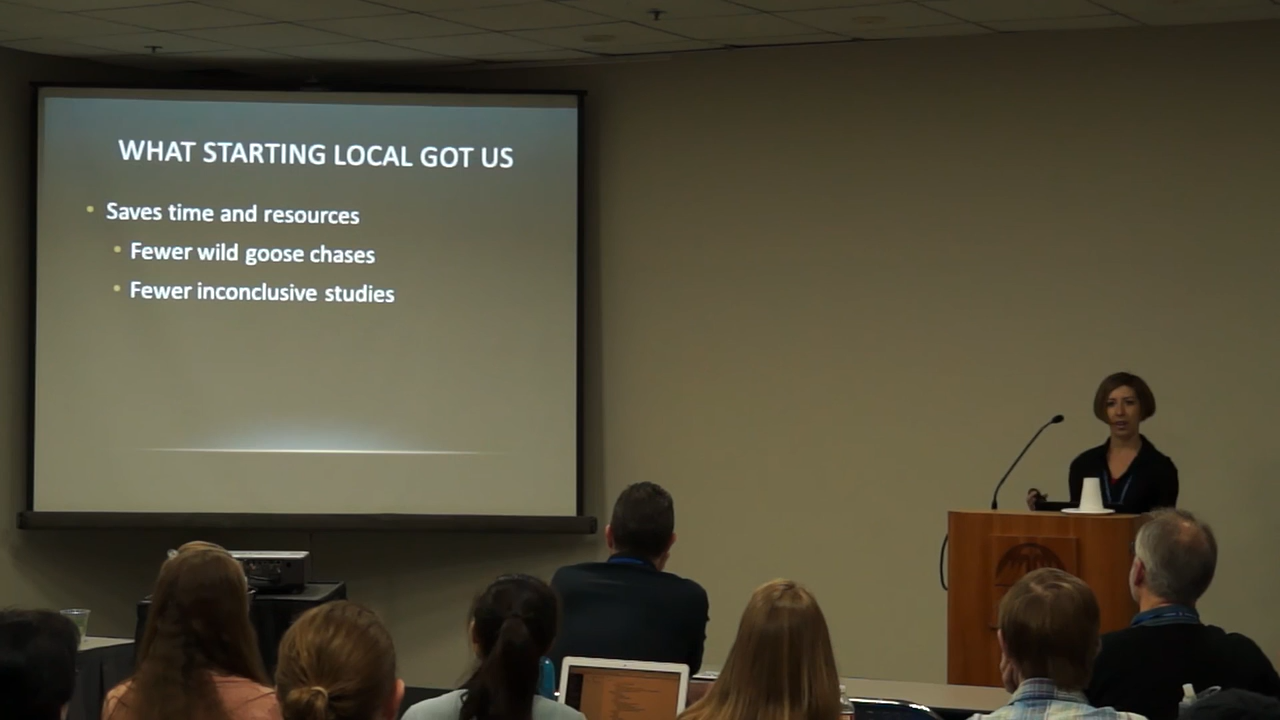 WHAT STARTING LOCAL GOT US
• Saves time and resources
• Fewer wild goose chases
• Fewer inconclusive studies